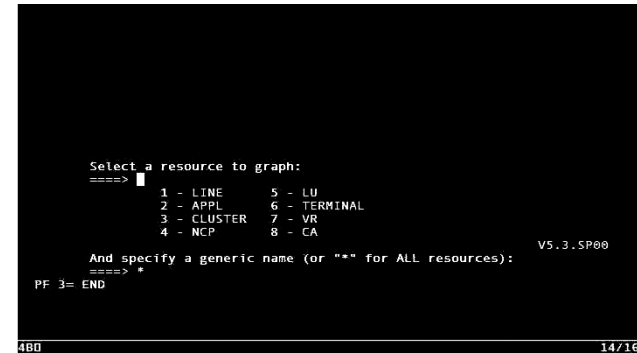 Select a resource to graph:
====>
1 - LINE 5 - LU
2 - APPL 6 - TERMINAL
3 - CLUSTER 7 - VR
4 - NCP 8 - CA
V5.3.SP00
And specify a generic name (or "*" for ALL resources):
====> *
PF 3= END
4BO 14/16